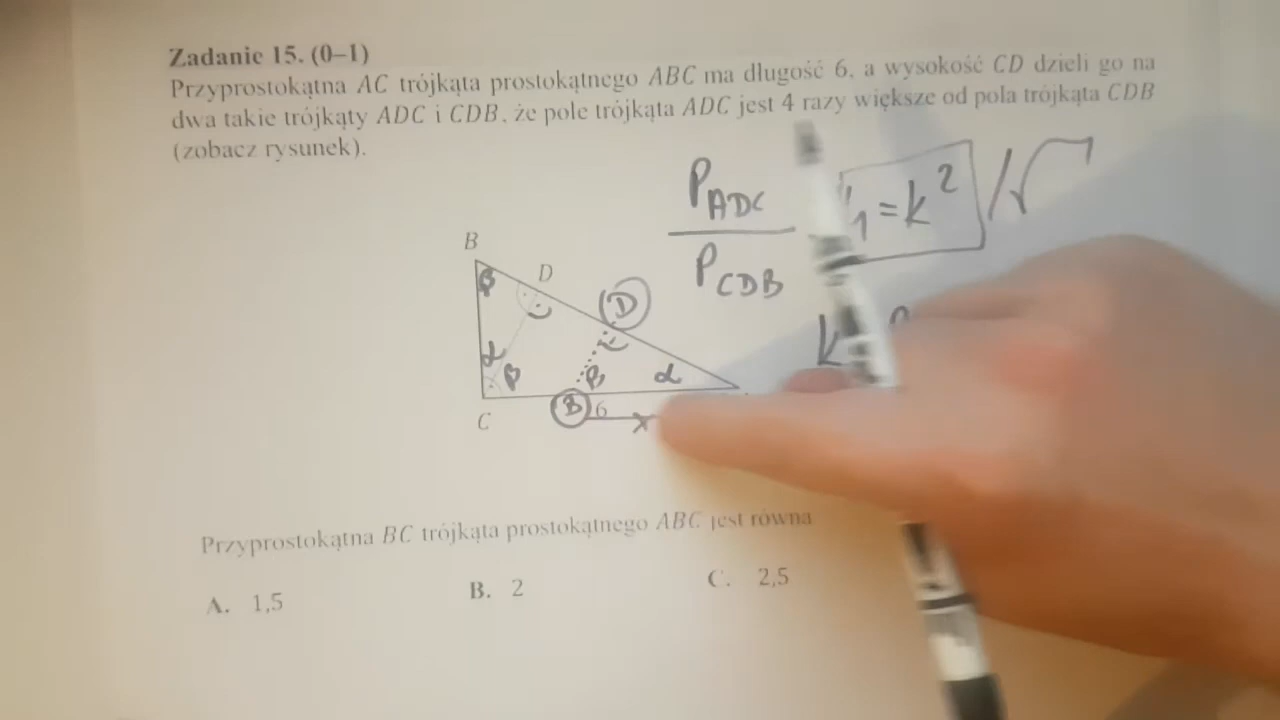 Zadanie 15. (0–1)
Przyprostokątna AC trójkąta prostokątnego ABC ma długość 6, a wysokość CD dzieli go na
dwa takie trójkąty ADC i CDB, że pole trójkąta ADC jest 4 razy większe od pola trójkąta CDB
(zobacz rysunek).
P_ADC
P_CDB
1 = k² /√
k
B
D
D
β
α
β
β
α
C
B
6
Przyprostokątna BC trójkąta prostokątnego ABC jest równa
A. 1,5
B. 2
C. 2,5